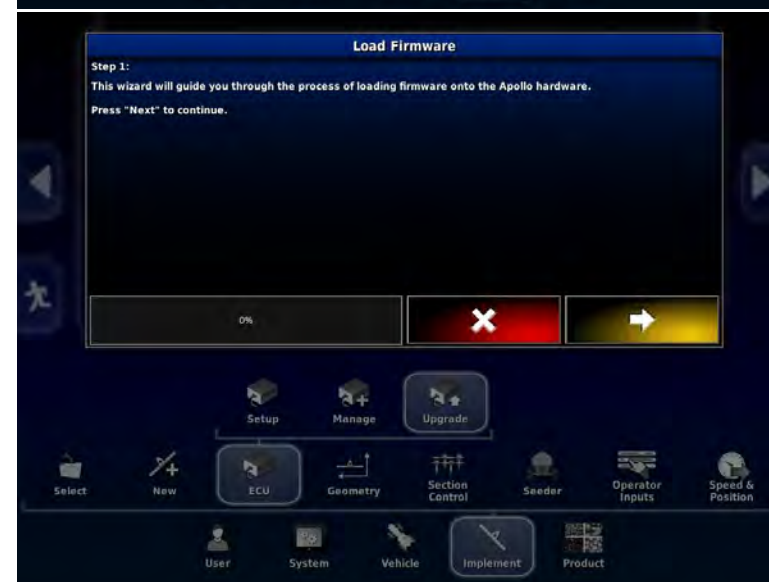 Load Firmware
Step 1:
This wizard will guide you through the process of loading firmware onto the Apollo hardware.
Press "Next" to continue.
0%
Setup
Manage
Upgrade
Select
New
ECU
Geometry
Section
Control
Seeder
Operator
Inputs
Speed &
Position
User
System
Vehicle
Implement
Product